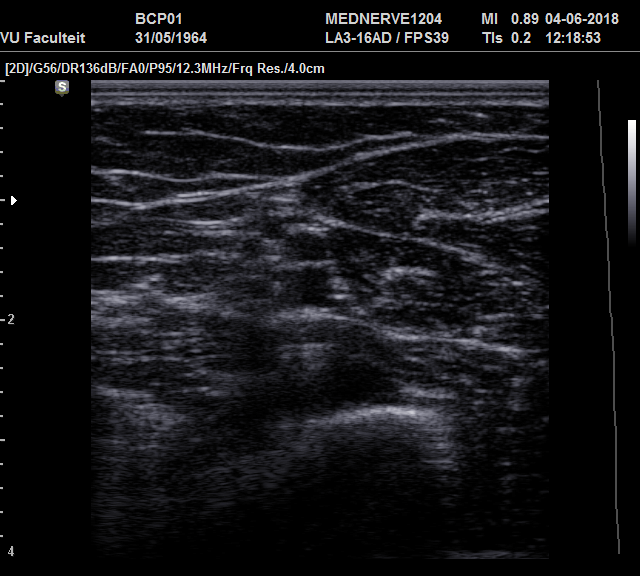 BCP01 MEDNERVE1204 MI 0.89 04-06-2018
VU Faculteit 31/05/1964 LA3-16AD / FPS39 TIs 0.2 12:18:53
[2D]/G56/DR136dB/FA0/P95/12.3MHz/Frq Res./4.0cm
S
2
4